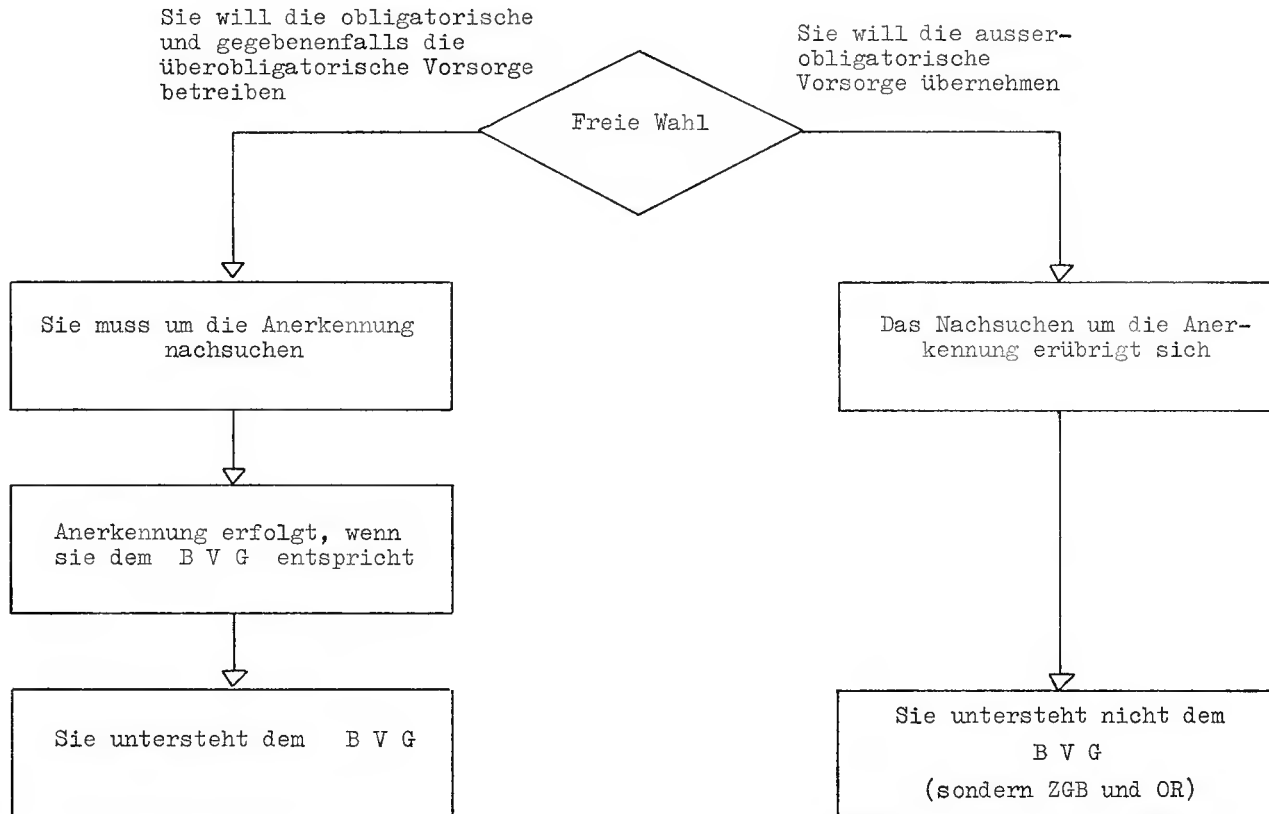 Sie will die obligatorische
und gegebenenfalls die
überobligatorische Vorsorge
betreiben
Sie will die ausser-
obligatorische
Vorsorge übernehmen
Freie Wahl
Sie muss um die Anerkennung
nachsuchen
Das Nachsuchen um die Aner-
kennung erübrigt sich
Anerkennung erfolgt, wenn
sie dem B V G entspricht
Sie untersteht dem B V G
Sie untersteht nicht dem
B V G
(sondern ZGB und OR)